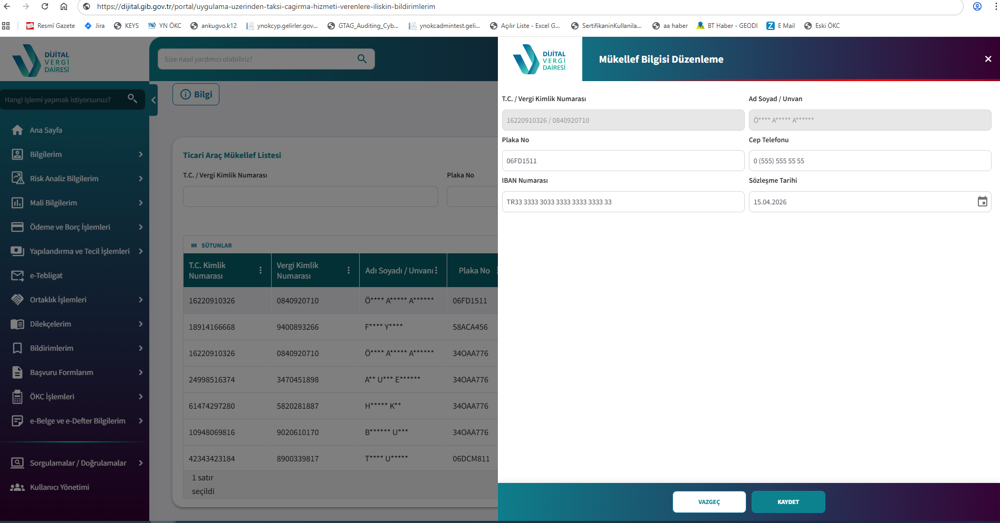 https://dijital.gib.gov.tr/portal/uygulama-uzerinden-taksi-cagirma-hizmeti-verenlere-iliskin-bildirimlerim
Resmî Gazete
Jira
KEYS
YNÖ YN ÖKC
ankugvo.k12
ynokcyp.gelirler.gov...
GTAG_Auditing_Cyb...
ynokcadmintest.geli...
Açılır Liste - Excel G...
SertifikaninKullanila...
aa haber
BT Haber - GEODI
Z E Mail
Eski ÖKC
DİJİTAL
VERGİ
DAİRESİ
Hangi işlemi yapmak istiyorsunuz?
Ana Sayfa
Bilgilerim
Risk Analiz Bilgilerim
Mali Bilgilerim
Ödeme ve Borç İşlemleri
Yapılandırma ve Tecil İşlemleri
e-Tebligat
Ortaklık İşlemleri
Dilekçelerim
Bildirimlerim
Başvuru Formlarım
ÖKC İşlemleri
e-Belge ve e-Defter Bilgilerim
Sorgulamalar / Doğrulamalar
Kullanıcı Yönetimi
Size nasıl yardımcı olabiliriz?
Bilgi
Ticari Araç Mükellef Listesi
T.C. / Vergi Kimlik Numarası
Plaka No
SÜTUNLAR
T.C. Kimlik Numarası Vergi Kimlik Numarası Adı Soyadı / Unvanı Plaka No
16220910326 0840920710 Ö**** A***** A****** 06FD1511
18914166668 9400893266 F**** Y**** 58ACA456
16220910326 0840920710 Ö**** A***** A****** 34OAA776
24998516374 3470451898 A** U*** E****** 34OAA776
61474297280 5820281887 H***** K** 34OAA776
10948069816 9020610170 B****** U*** 34OAA776
42343423184 8900339817 T**** U***** 06DCM811
1 satır
seçildi
DİJİTAL
VERGİ
DAİRESİ
Mükellef Bilgisi Düzenleme
T.C. / Vergi Kimlik Numarası
16220910326 / 0840920710
Ad Soyad / Unvan
Ö**** A***** A******
Plaka No
06FD1511
Cep Telefonu
0 (555) 555 55 55
IBAN Numarası
TR33 3333 3033 3333 3333 3333 33
Sözleşme Tarihi
15.04.2026
VAZGEÇ
KAYDET